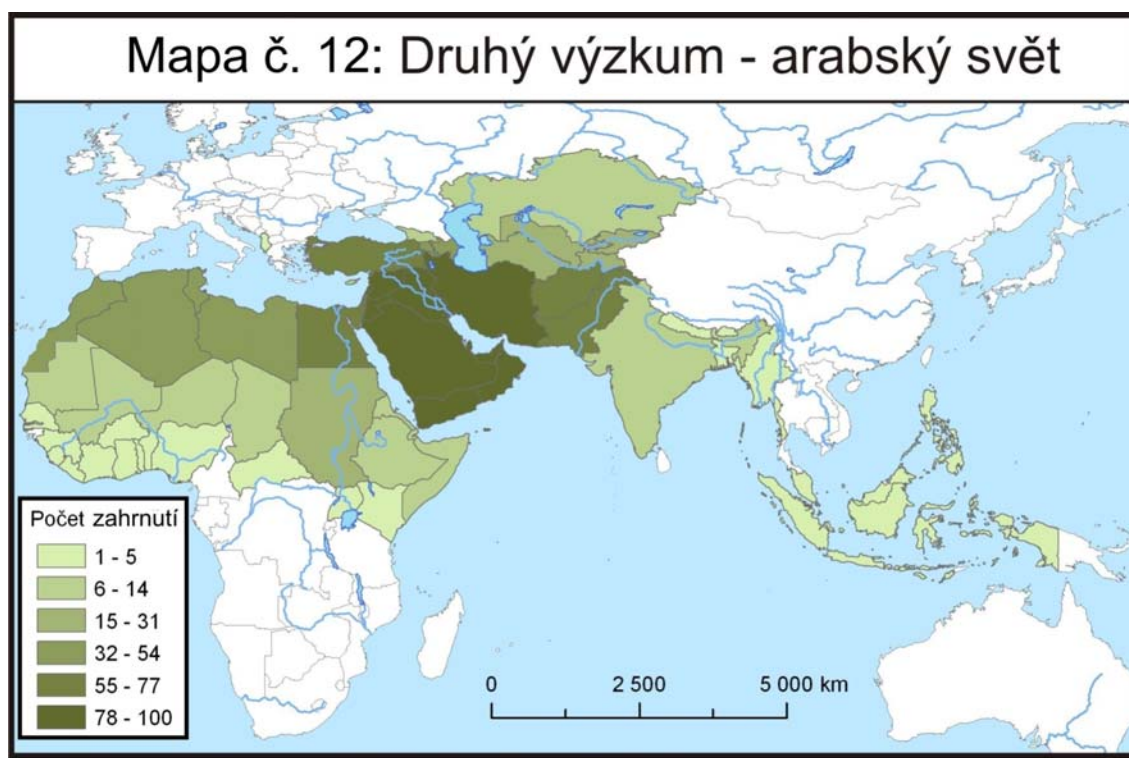 Mapa č. 12: Druhý výzkum - arabský svět
Počet zahrnutí
1 - 5
6 - 14
15 - 31
32 - 54
55 - 77
78 - 100
0 2 500 5 000 km